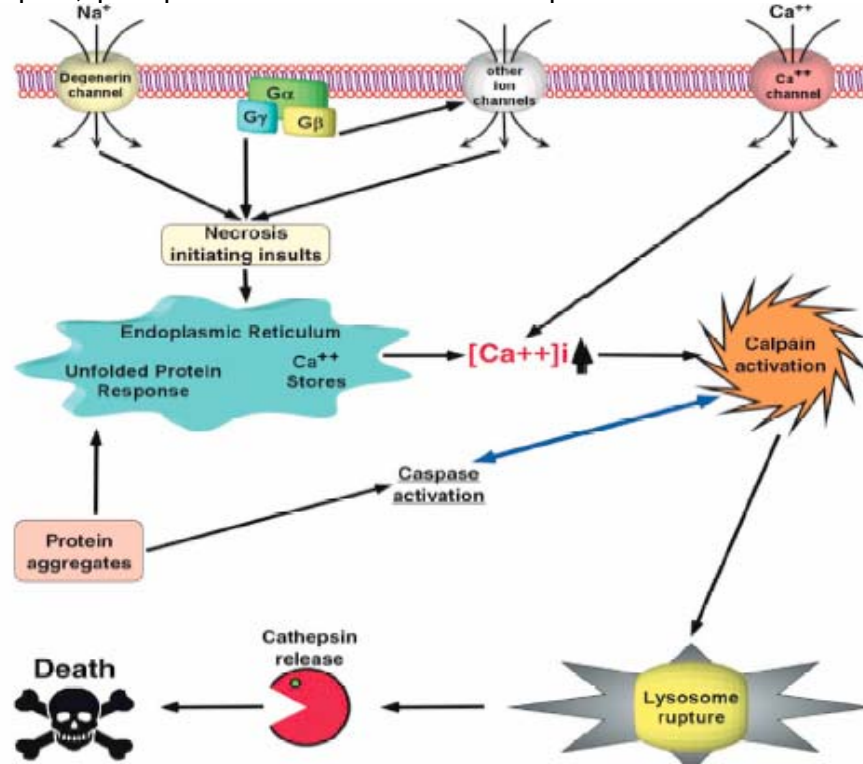 Na+
Ca++
Degenerin
channel
Gα
Gγ
Gβ
other
ion
channels
Ca++
channel
Necrosis
initiating insults
Endoplasmic Reticulum
Unfolded Protein
Response
Ca++
Stores
[Ca++]i
Calpain
activation
Caspase
activation
Protein
aggregates
Cathepsin
release
Death
Lysosome
rupture